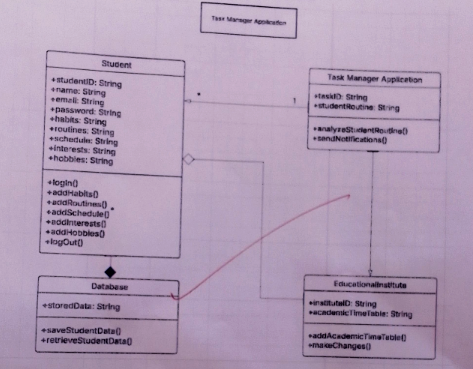 Task Manager Application
Student
+studentID: String
+name: String
+email: String
+password: String
+habits: String
+routines: String
+schedule: String
+interests: String
+hobbies: String
+login()
+addHabits()
+addRoutines()
+addSchedule()
+addInterests()
+addHobbies()
+logOut()
*
1
Task Manager Application
+taskID: String
+studentRoutine: String
+analyzeStudentRoutine()
+sendNotifications()
Database
+storedData: String
+saveStudentData()
+retrieveStudentData()
EducationalInstitute
+instituteID: String
+academicTimeTable: String
+addAcademicTimeTable()
+makeChanges()